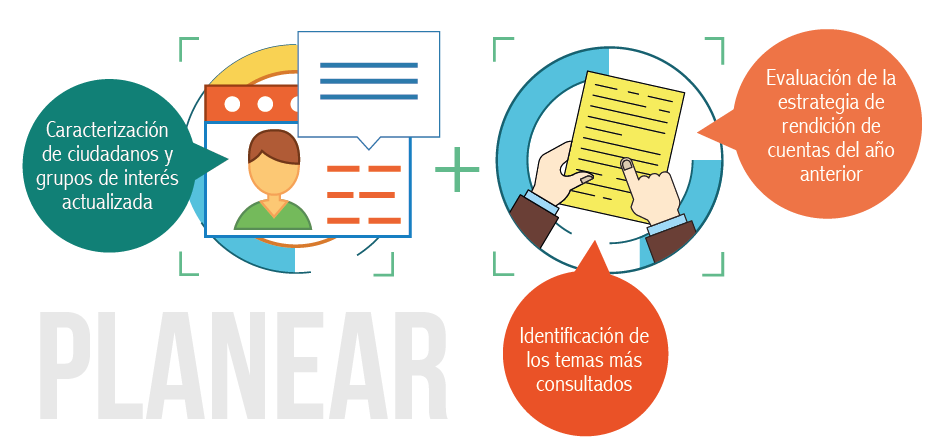 Caracterización
de ciudadanos y
grupos de interés
actualizada
Evaluación de la
estrategia de
rendición de
cuentas del año
anterior
Identificación de
los temas más
consultados
PLANEAR